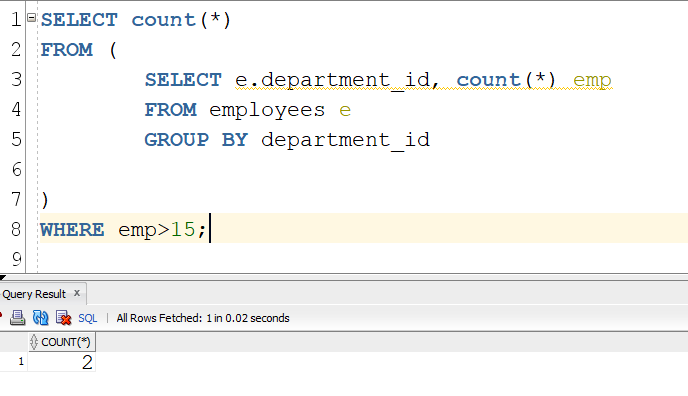 1 SELECT count(*)
2 FROM (
3 SELECT e.department_id, count(*) emp
4 FROM employees e
5 GROUP BY department_id
6
7 )
8 WHERE emp>15;
9
Query Result x
SQL | All Rows Fetched: 1 in 0.02 seconds
COUNT(*)
1 2